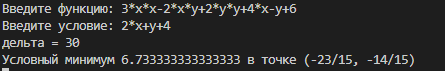 Введите функцию: 3*x*x-2*x*y+2*y*y+4*x-y+6
Введите условие: 2*x+y+4
дельта = 30
Условный минимум 6.733333333333333 в точке (-23/15, -14/15)